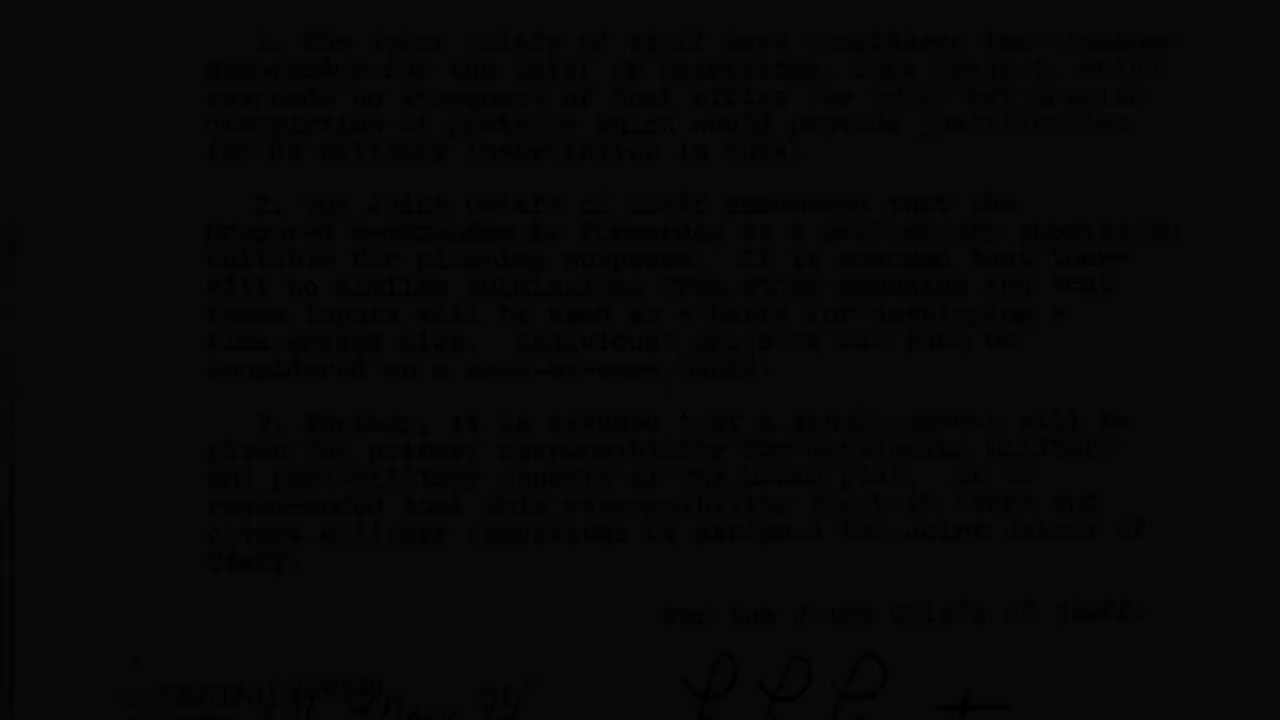 1. The Joint Chiefs of Staff have considered the attached
Memorandum for the Chief of Operations, Cuba Project, which
responds to a request of that office for brief but precise
description of pretexts which would provide justification
for US military intervention in Cuba.
2. The Joint Chiefs of Staff recommend that the
proposed memorandum be forwarded as a preliminary submission
suitable for planning purposes. It is assumed that there
will be similar submissions from other agencies and that
these inputs will be used as a basis for developing a
time-phased plan. Individual projects can then be
considered on a case-by-case basis.
3. Further, it is assumed that a single agency will be
given the primary responsibility for developing military
and para-military aspects of the basic plan. It is
recommended that this responsibility for both overt and
covert military operations be assigned the Joint Chiefs of
Staff.
For the Joint Chiefs of Staff: